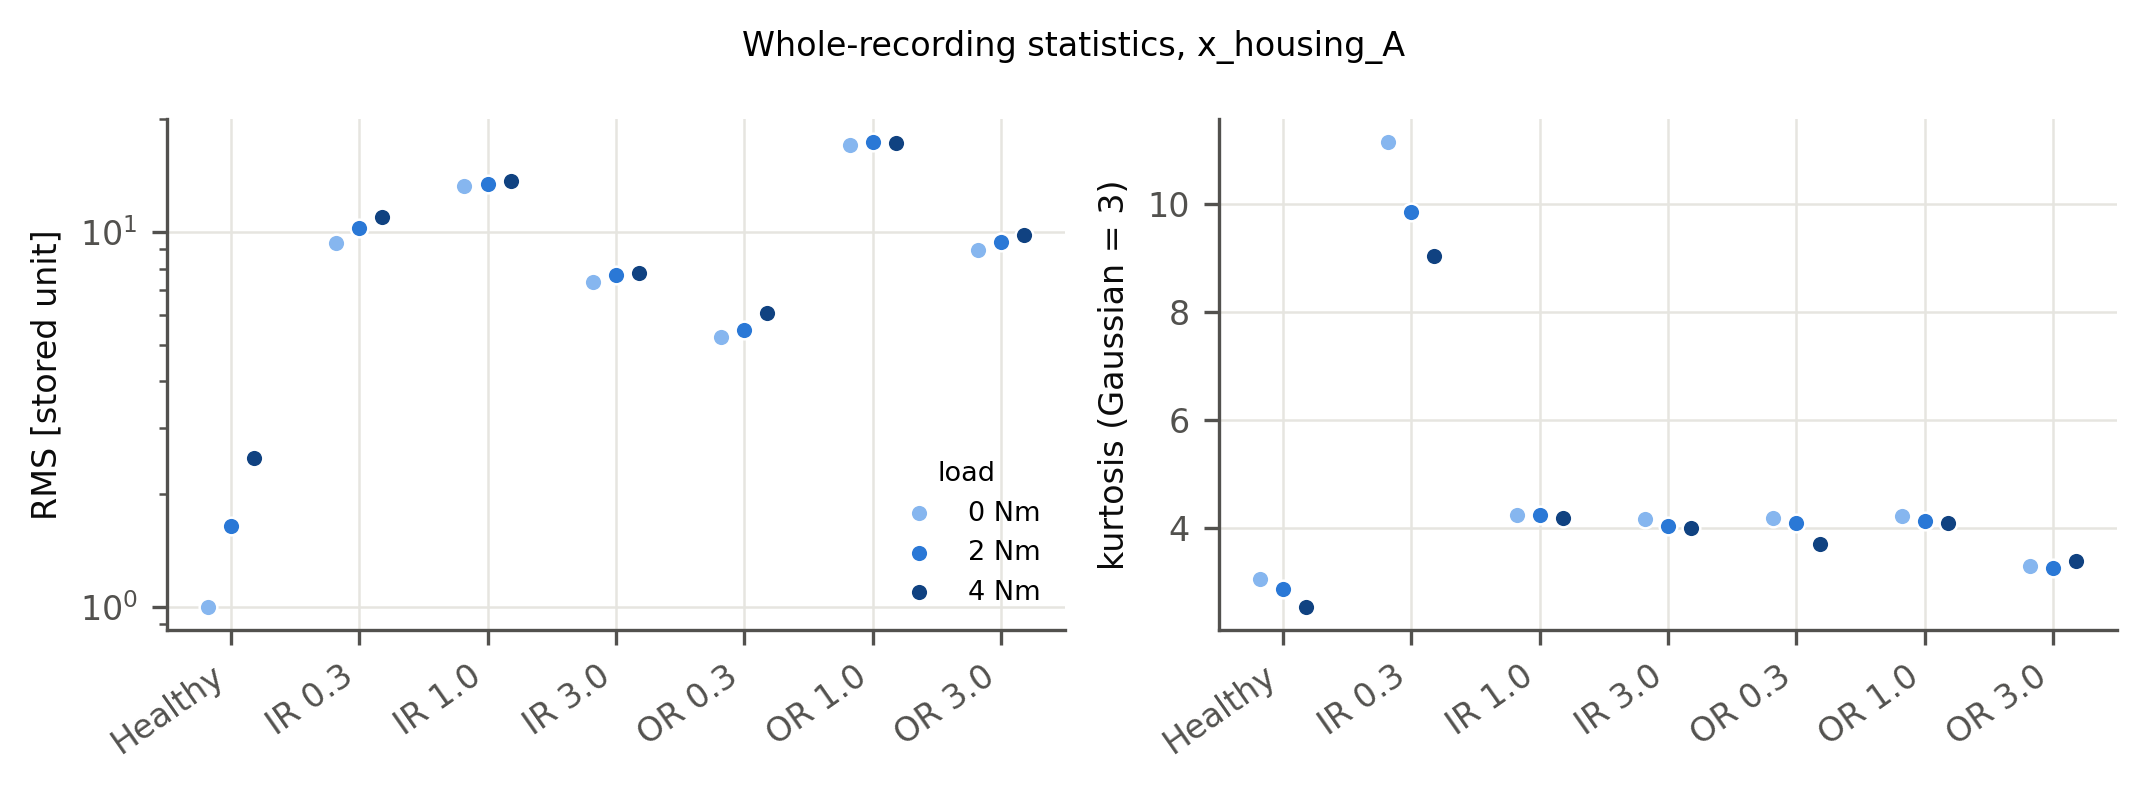 Whole-recording statistics, x_housing_A
RMS [stored unit]
10¹
10⁰
load
0 Nm
2 Nm
4 Nm
Healthy
IR 0.3
IR 1.0
IR 3.0
OR 0.3
OR 1.0
OR 3.0
kurtosis (Gaussian = 3)
10
8
6
4
Healthy
IR 0.3
IR 1.0
IR 3.0
OR 0.3
OR 1.0
OR 3.0